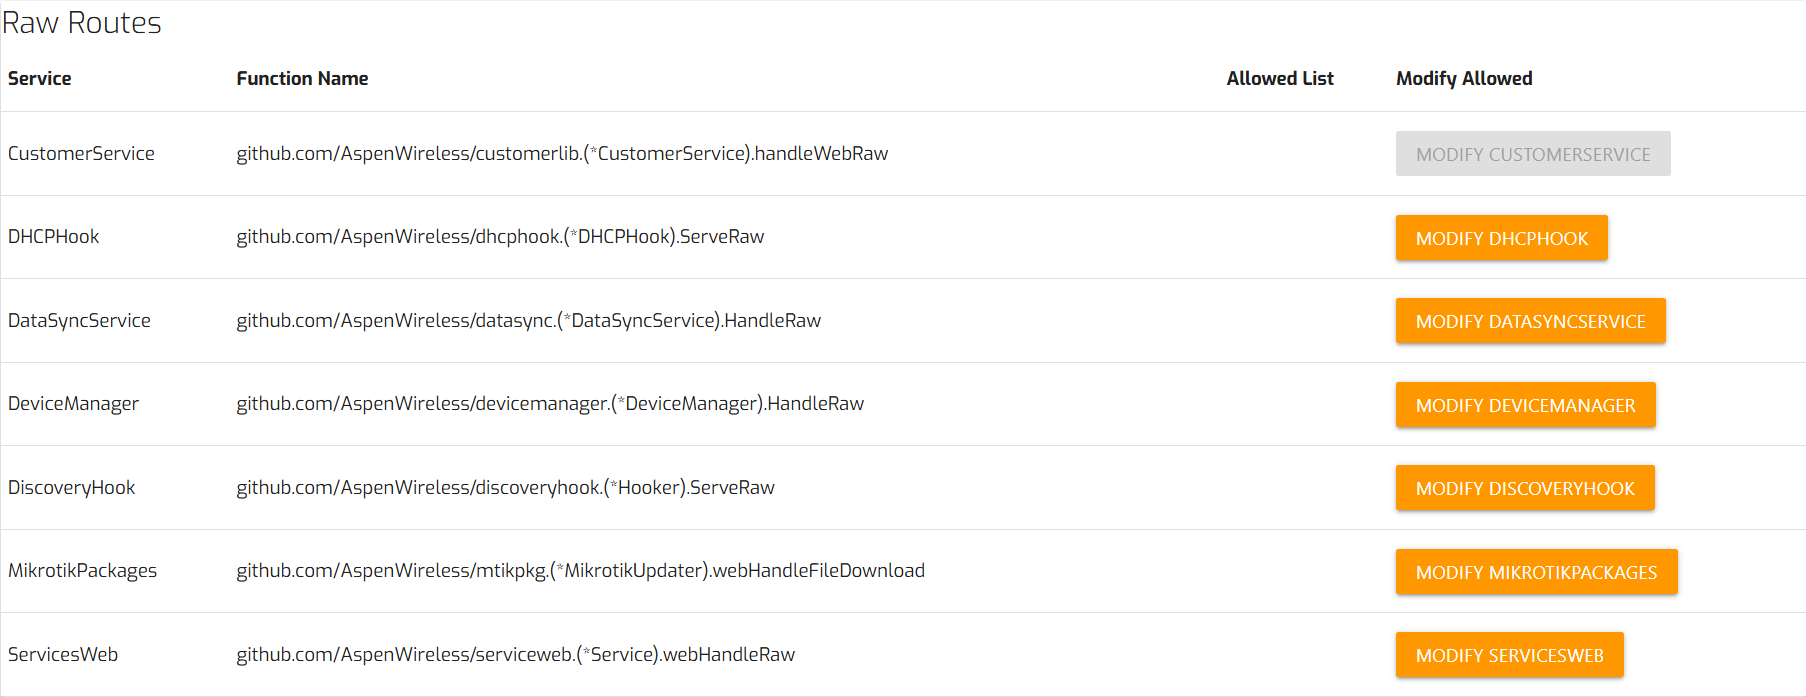 Raw Routes
Service Function Name Allowed List Modify Allowed
CustomerService github.com/AspenWireless/customerlib.(*CustomerService).handleWebRaw MODIFY CUSTOMERSERVICE
DHCPHook github.com/AspenWireless/dhcphook.(*DHCPHook).ServeRaw MODIFY DHCPHOOK
DataSyncService github.com/AspenWireless/datasync.(*DataSyncService).HandleRaw MODIFY DATASYNCSERVICE
DeviceManager github.com/AspenWireless/devicemanager.(*DeviceManager).HandleRaw MODIFY DEVICEMANAGER
DiscoveryHook github.com/AspenWireless/discoveryhook.(*Hooker).ServeRaw MODIFY DISCOVERYHOOK
MikrotikPackages github.com/AspenWireless/mtikpkg.(*MikrotikUpdater).webHandleFileDownload MODIFY MIKROTIKPACKAGES
ServicesWeb github.com/AspenWireless/serviceweb.(*Service).webHandleRaw MODIFY SERVICESWEB